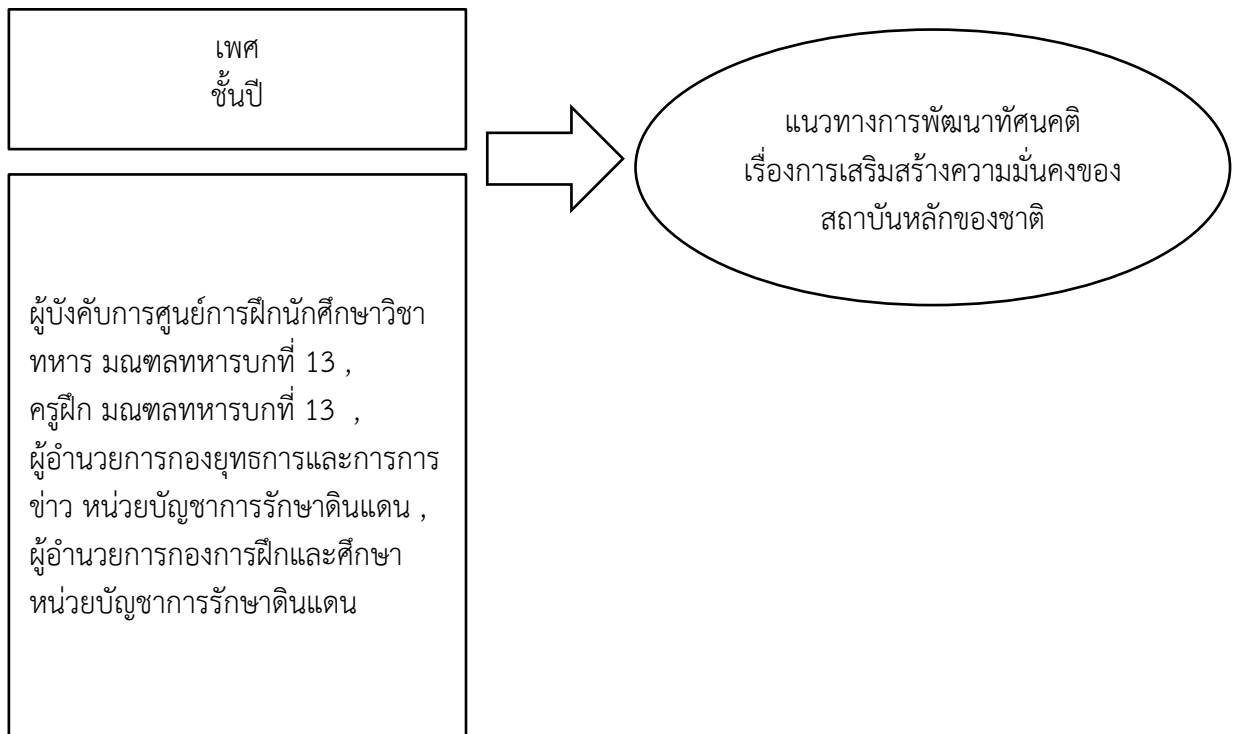 เพศ
ชั้นปี
แนวทางการพัฒนาทัศนคติ
เรื่องการเสริมสร้างความมั่นคงของ
สถาบันหลักของชาติ
ผู้บังคับการศูนย์การฝึกนักศึกษาวิชา
ทหาร มณฑลทหารบกที่ 13 ,
ครูฝึก มณฑลทหารบกที่ 13 ,
ผู้อำนวยการกองยุทธการและการการ
ข่าว หน่วยบัญชาการรักษาดินแดน ,
ผู้อำนวยการกองการฝึกและศึกษา
หน่วยบัญชาการรักษาดินแดน